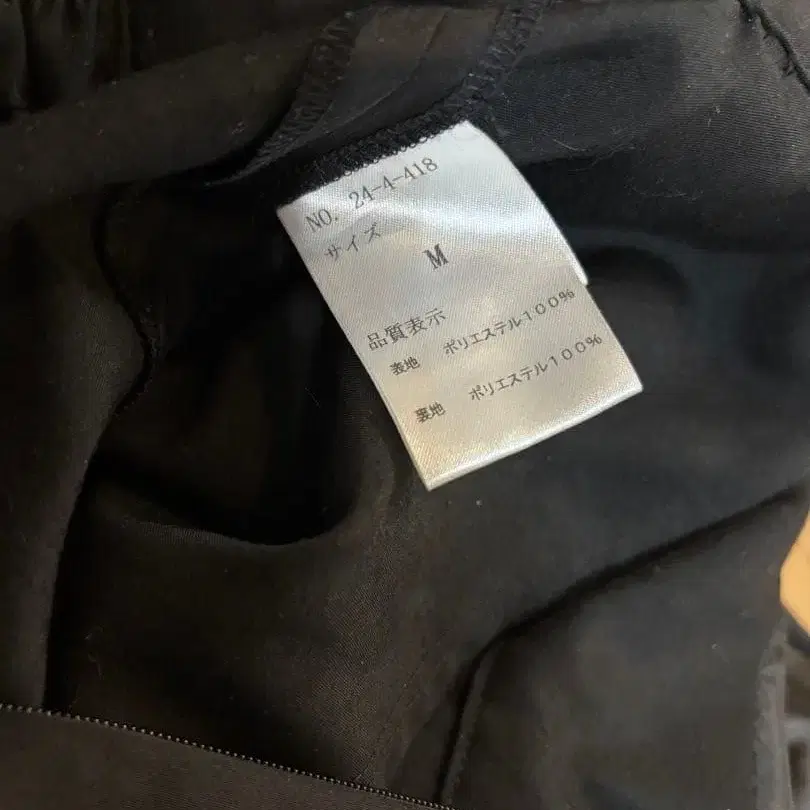 NO. 24-4-418
サイズ
M
品質表示
表地 ポリエステル100%
裏地 ポリエステル100%